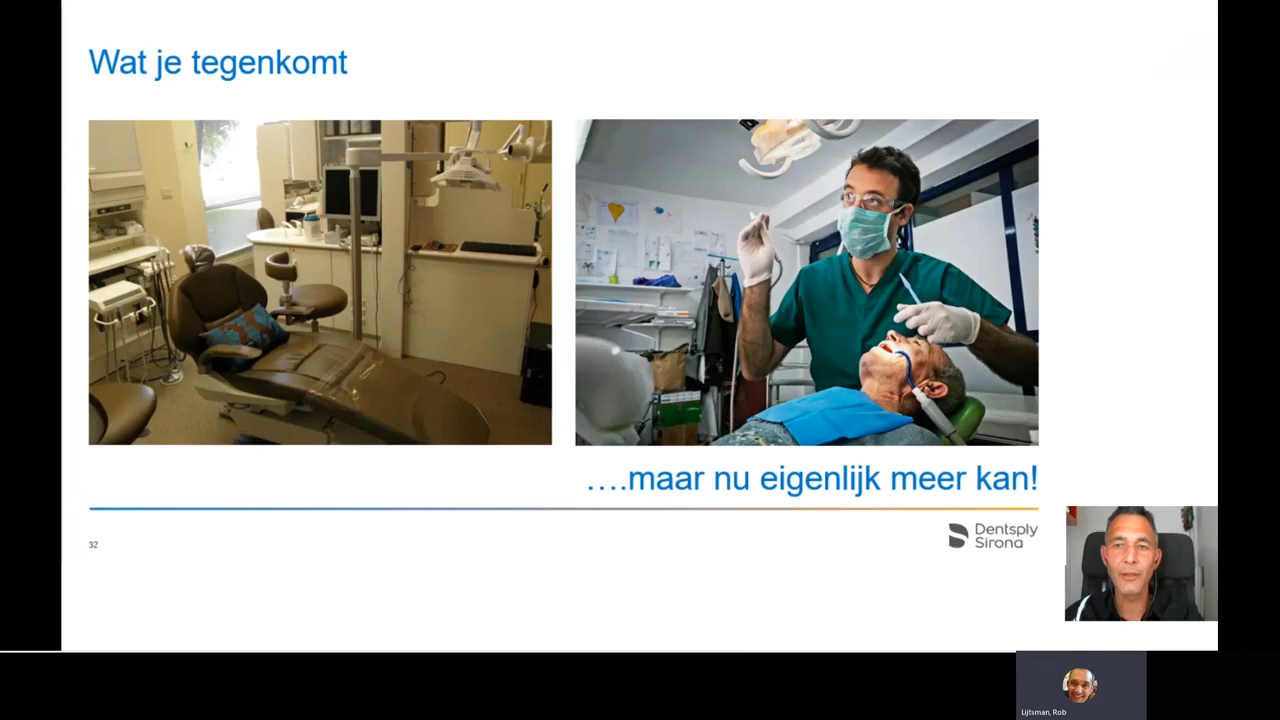 Wat je tegenkomt
….maar nu eigenlijk meer kan!
32
Dentsply
Sirona
Lijtsman, Rob